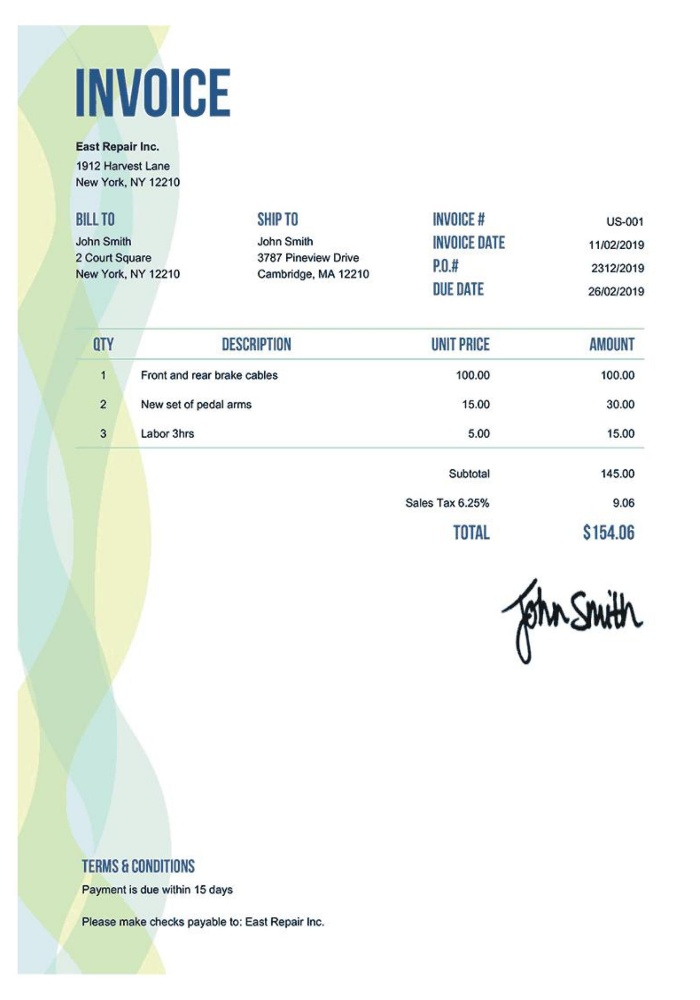 INVOICE
East Repair Inc.
1912 Harvest Lane
New York, NY 12210
BILL TO
John Smith
2 Court Square
New York, NY 12210
SHIP TO
John Smith
3787 Pineview Drive
Cambridge, MA 12210
INVOICE # US-001
INVOICE DATE 11/02/2019
P.O.# 2312/2019
DUE DATE 26/02/2019
QTY DESCRIPTION UNIT PRICE AMOUNT
1 Front and rear brake cables 100.00 100.00
2 New set of pedal arms 15.00 30.00
3 Labor 3hrs 5.00 15.00
Subtotal 145.00
Sales Tax 6.25% 9.06
TOTAL $154.06
John Smith
TERMS & CONDITIONS
Payment is due within 15 days
Please make checks payable to: East Repair Inc.